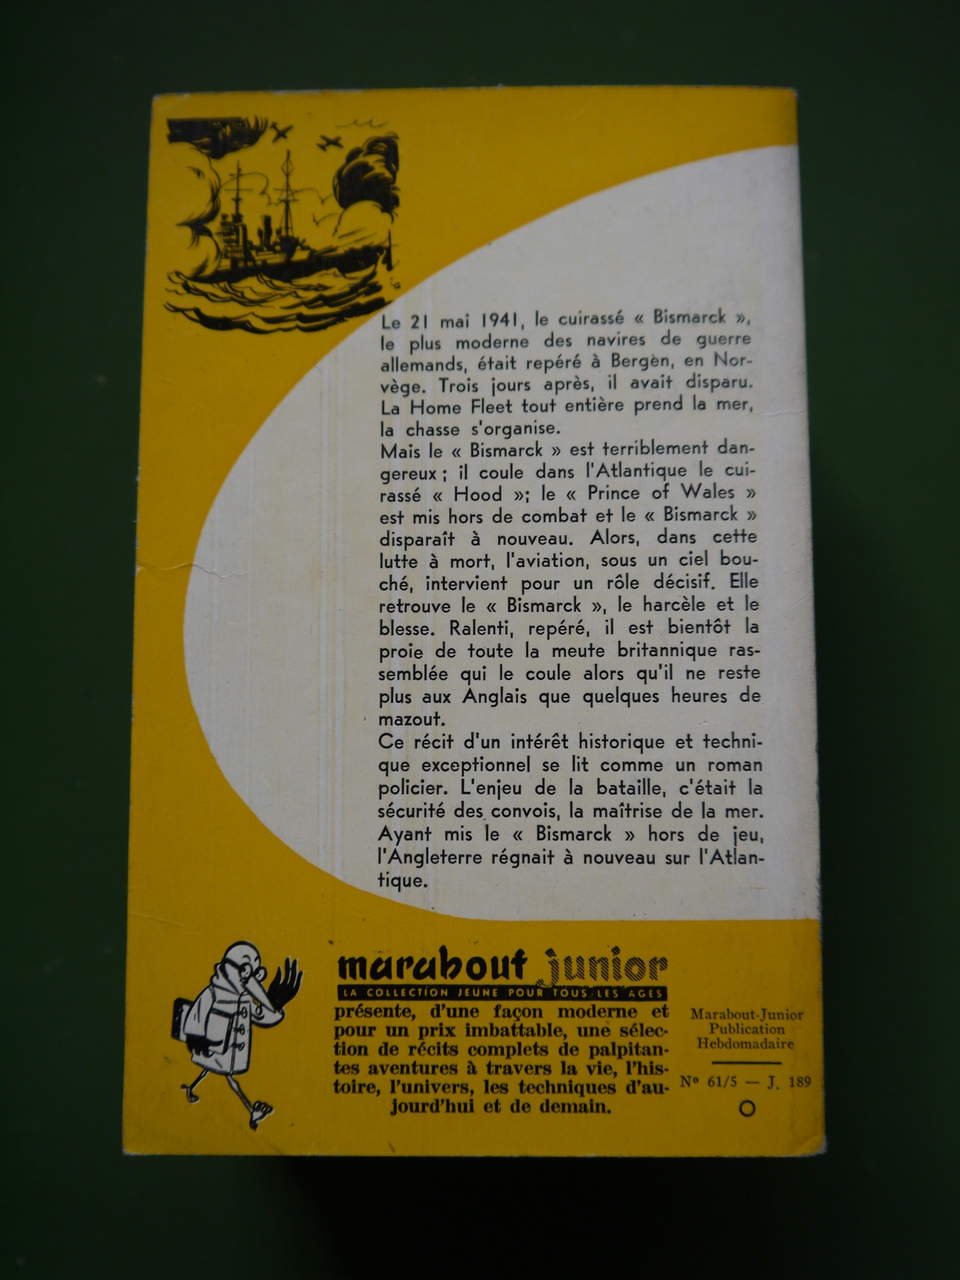 Le 21 mai 1941, le cuirassé « Bismarck »,
le plus moderne des navires de guerre
allemands, était repéré à Bergen, en Nor-
vège. Trois jours après, il avait disparu.
La Home Fleet tout entière prend la mer,
la chasse s'organise.
Mais le « Bismarck » est terriblement dan-
gereux ; il coule dans l'Atlantique le cui-
rassé « Hood »; le « Prince of Wales »
est mis hors de combat et le « Bismarck »
disparaît à nouveau. Alors, dans cette
lutte à mort, l'aviation, sous un ciel bou-
ché, intervient pour un rôle décisif. Elle
retrouve le « Bismarck », le harcèle et le
blesse. Ralenti, repéré, il est bientôt la
proie de toute la meute britannique ras-
semblée qui le coule alors qu'il ne reste
plus aux Anglais que quelques heures de
mazout.
Ce récit d'un intérêt historique et techni-
que exceptionnel se lit comme un roman
policier. L'enjeu de la bataille, c'était la
sécurité des convois, la maîtrise de la mer.
Ayant mis le « Bismarck » hors de jeu,
l'Angleterre régnait à nouveau sur l'Atlan-
tique.
marabout junior
LA COLLECTION JEUNE POUR TOUS LES AGES
présente, d'une façon moderne et
pour un prix imbattable, une sélec-
tion de récits complets de palpitan-
tes aventures à travers la vie, l'his-
toire, l'univers, les techniques d'au-
jourd'hui et de demain.
Marabout-Junior
Publication
Hebdomadaire
N° 61/5 — J. 189